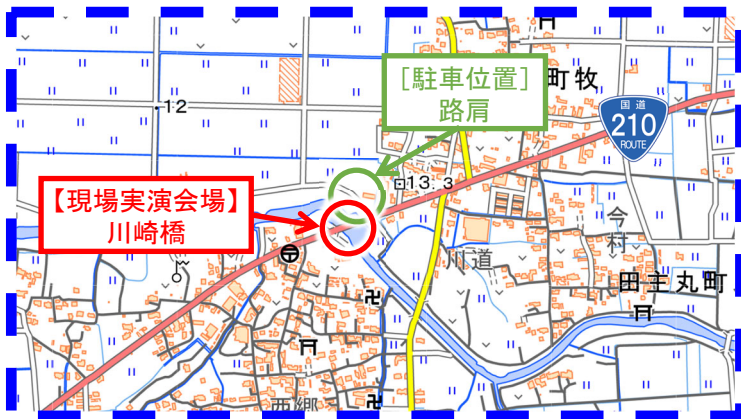 [駐車位置]
路肩
町牧
国道
210
ROUTE
・12
13.3
【現場実演会場】
川崎橋
今村
川道
田主丸町
西郷